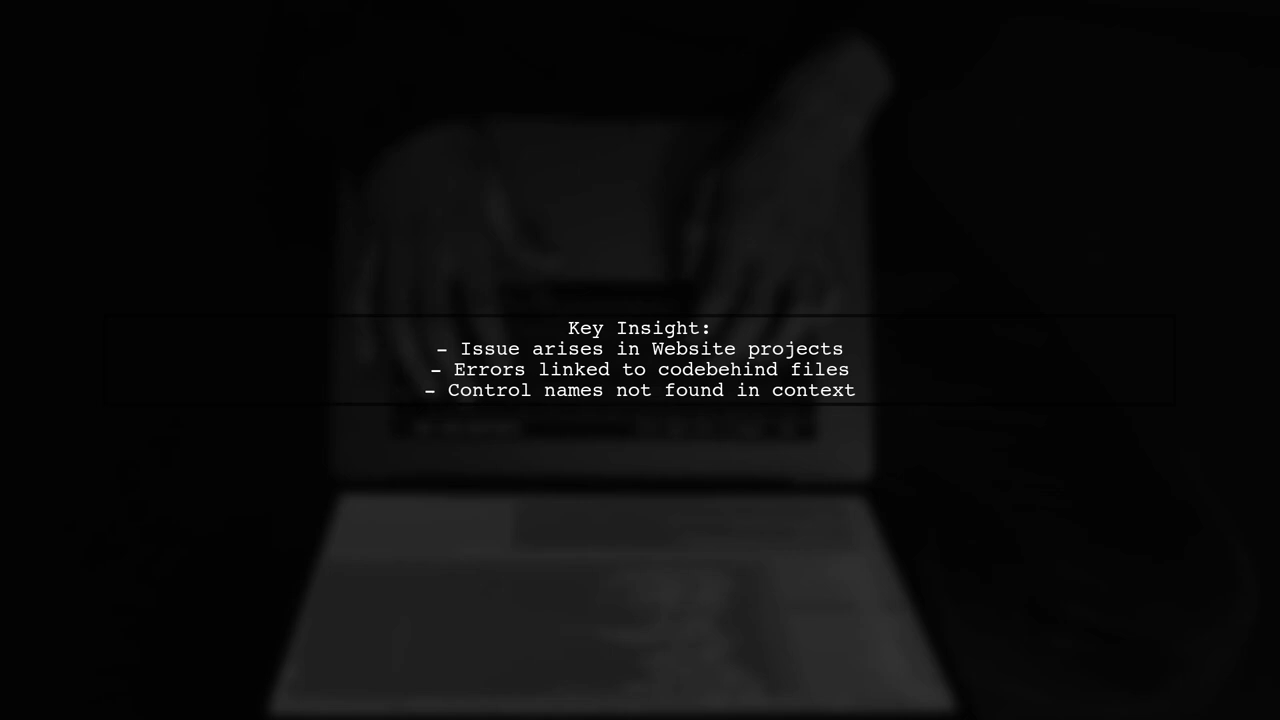 Key Insight:
- Issue arises in Website projects
- Errors linked to codebehind files
- Control names not found in context